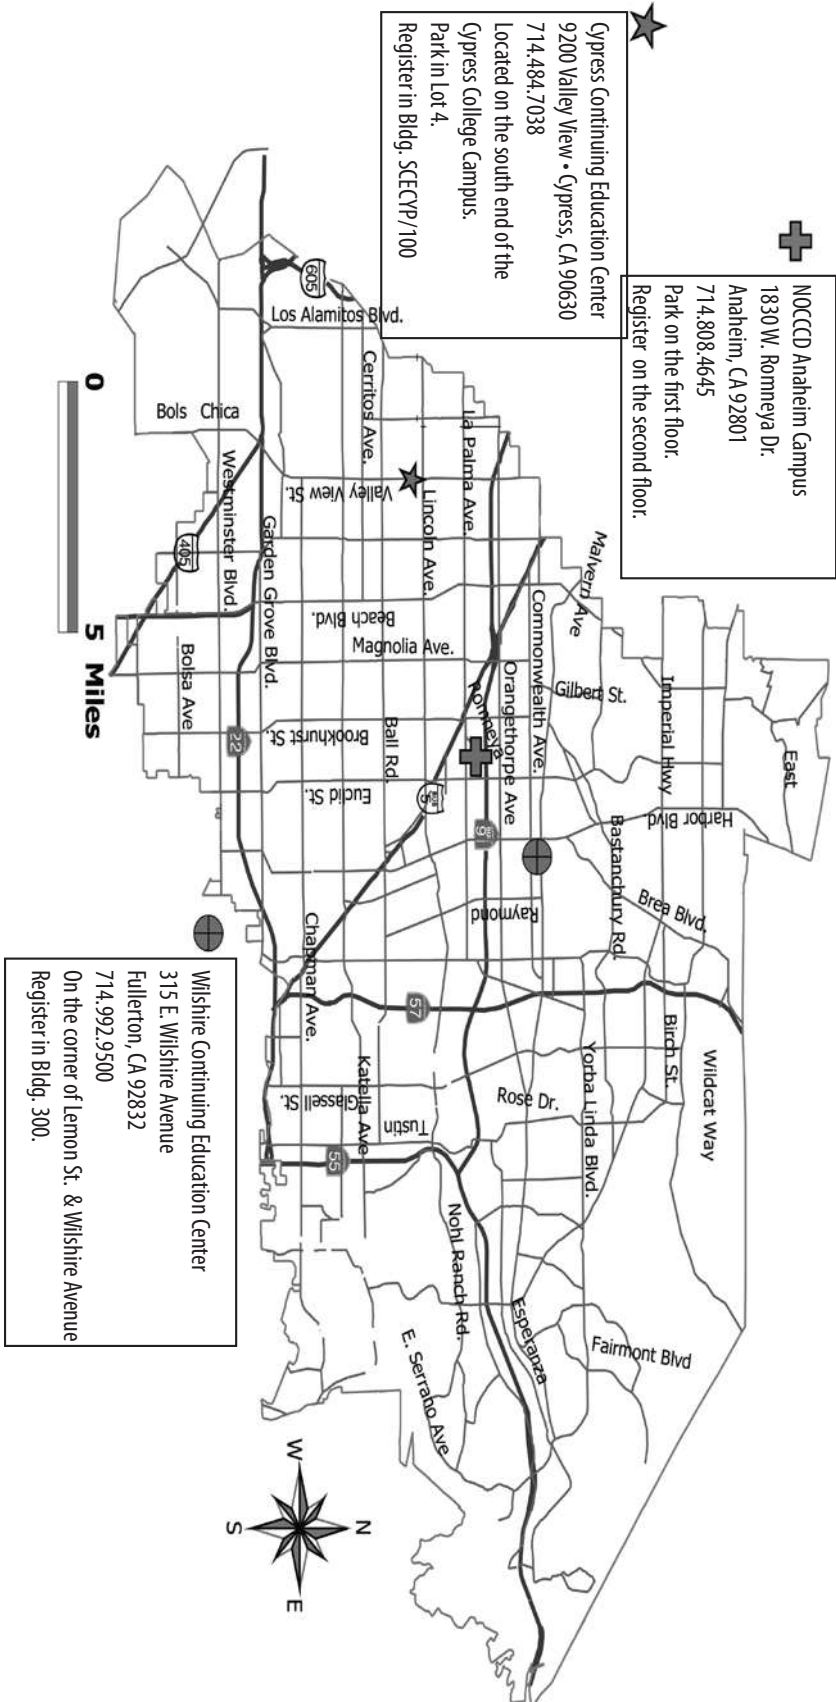 NOCCCD Anaheim Campus
1830 W. Romneya Dr.
Anaheim, CA 92801
714.808.4645
Park on the first floor.
Register on the second floor.
Cypress Continuing Education Center
9200 Valley View • Cypress, CA 90630
714.484.7038
Located on the south end of the
Cypress College Campus.
Park in Lot 4.
Register in Bldg. SCECYP/100
Wilshire Continuing Education Center
315 E. Wilshire Avenue
Fullerton, CA 92832
714.992.9500
On the corner of Lemon St. & Wilshire Avenue
Register in Bldg. 300.
East
Harbor Blvd
Imperial Hwy
Wildcat Way
Brea Blvd.
Birch St.
Fairmont Blvd
Malvern Ave
Gilbert St.
Bastanchury Rd.
Yorba Linda Blvd.
Commonwealth Ave.
Rose Dr.
Esperanza
Orangethorpe Ave
Raymond
Romneya
91
La Palma Ave.
Nohl Ranch Rd.
Lincoln Ave.
5
57
Tustin
E. Serrano Ave
Magnolia Ave.
Ball Rd.
Cerritos Ave.
Katella Ave
Valley View St.
Beach Blvd.
Brookhurst St.
Euclid St.
55
Los Alamitos Blvd.
605
Chapman Ave.
Glassell St.
Garden Grove Blvd.
22
Westminster Blvd.
Bols Chica
405
Bolsa Ave
0
5 Miles
N
W
E
S